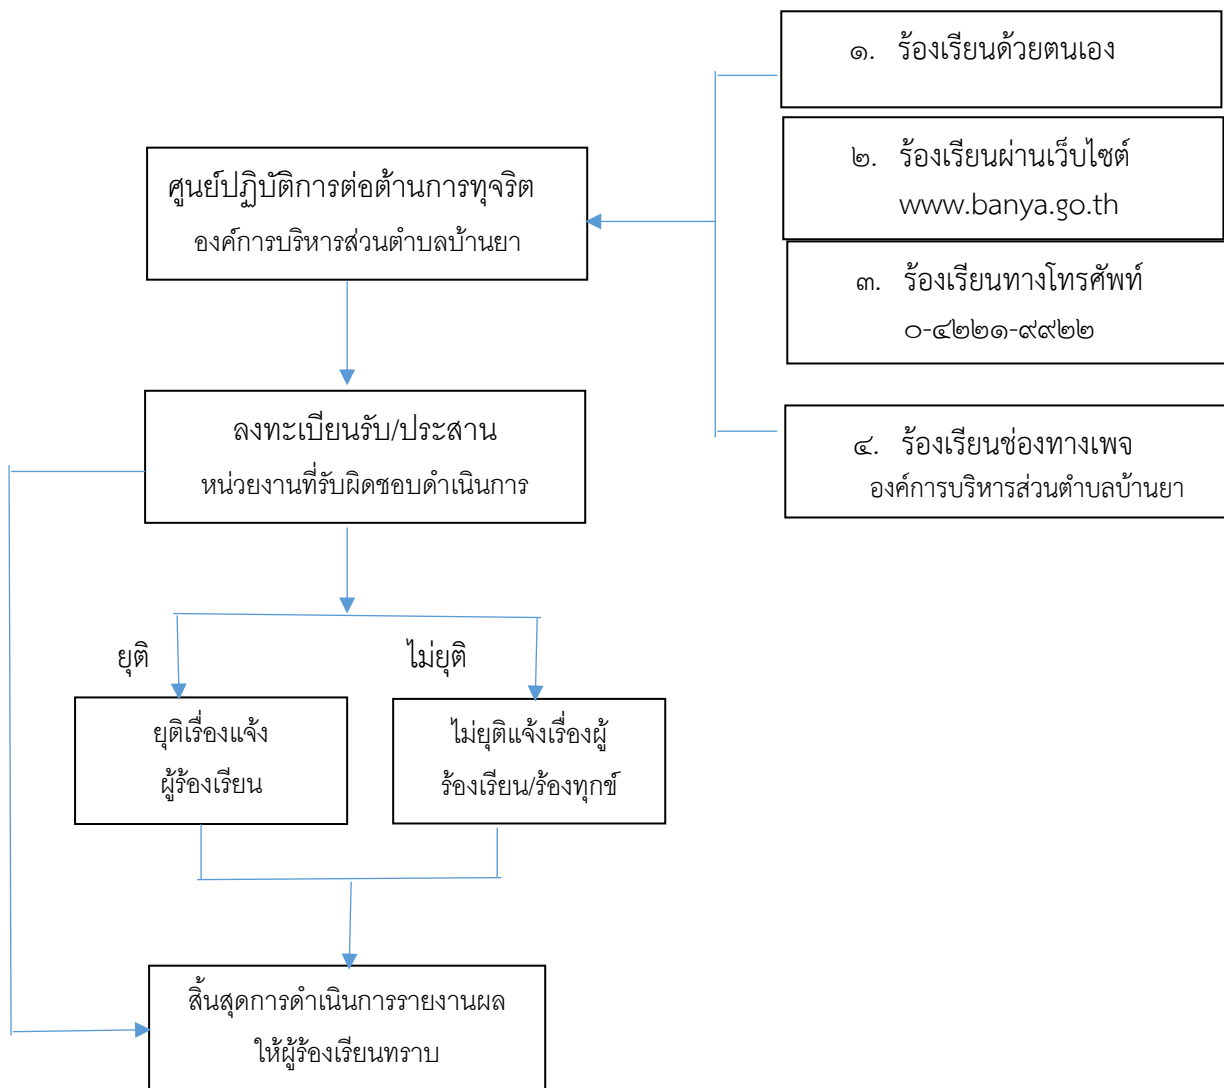 ๑. ร้องเรียนด้วยตนเอง
๒. ร้องเรียนผ่านเว็บไซต์
www.banya.go.th
๓. ร้องเรียนทางโทรศัพท์
๐-๔๒๒๑-๙๙๒๒
๔. ร้องเรียนช่องทางเพจ
องค์การบริหารส่วนตำบลบ้านยา
ศูนย์ปฏิบัติการต่อต้านการทุจริต
องค์การบริหารส่วนตำบลบ้านยา
ลงทะเบียนรับ/ประสาน
หน่วยงานที่รับผิดชอบดำเนินการ
ยุติ
ไม่ยุติ
ยุติเรื่องแจ้ง
ผู้ร้องเรียน
ไม่ยุติแจ้งเรื่องผู้
ร้องเรียน/ร้องทุกข์
สิ้นสุดการดำเนินการรายงานผล
ให้ผู้ร้องเรียนทราบ